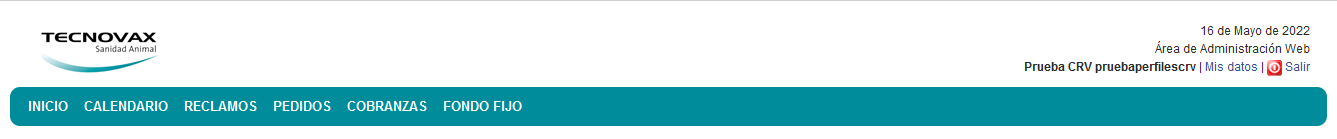 TECNOVAX
Sanidad Animal
16 de Mayo de 2022
Área de Administración Web
Prueba CRV pruebaperfilescrv | Mis datos | Salir
INICIO CALENDARIO RECLAMOS PEDIDOS COBRANZAS FONDO FIJO